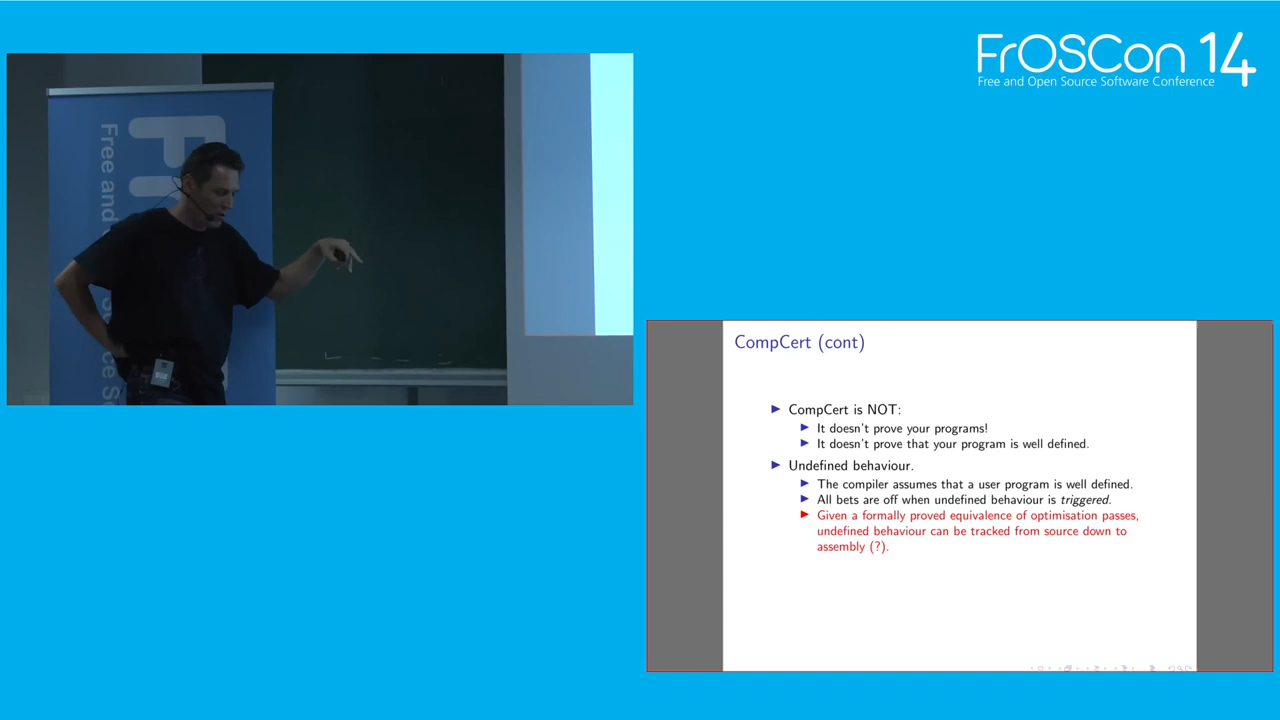 FrOSCon 14
Free and Open Source Software Conference
Fr
Free and
CompCert (cont)
CompCert is NOT:
It doesn't prove your programs!
It doesn't prove that your program is well defined.
Undefined behaviour.
The compiler assumes that a user program is well defined.
All bets are off when undefined behaviour is triggered.
Given a formally proved equivalence of optimisation passes,
undefined behaviour can be tracked from source down to
assembly (?).